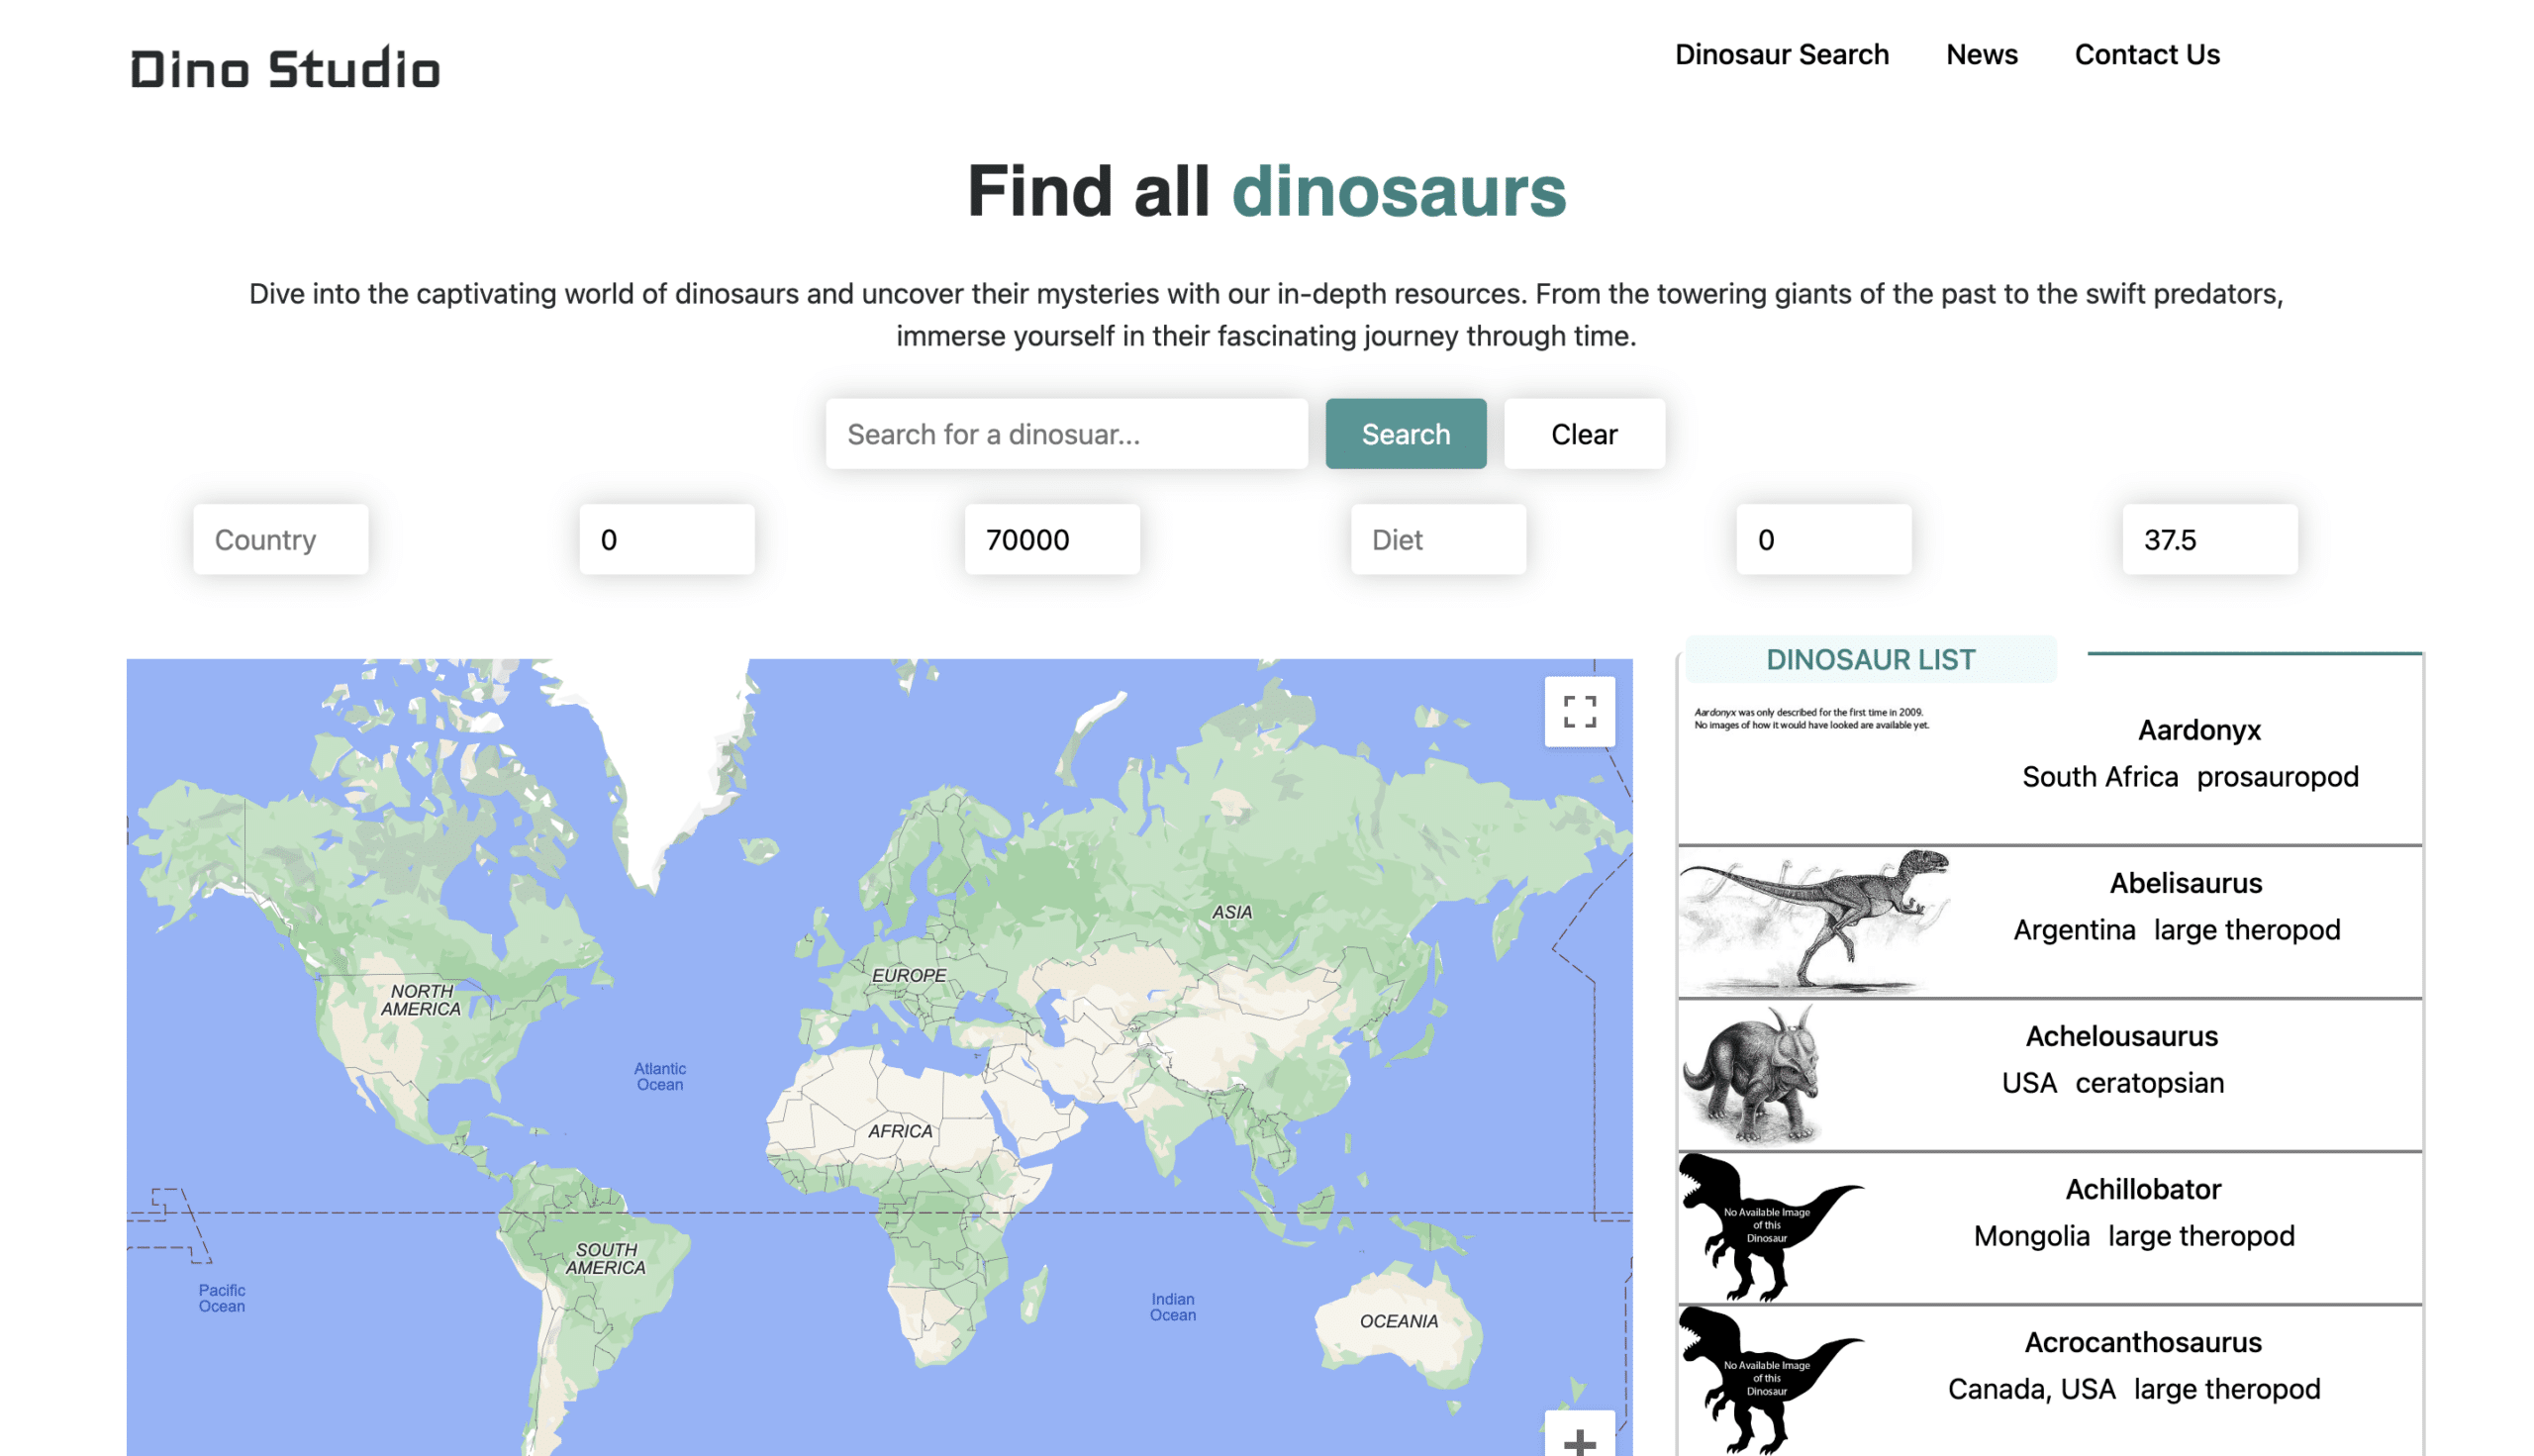 Dino Studio
Dinosaur Search News Contact Us
Find all dinosaurs
Dive into the captivating world of dinosaurs and uncover their mysteries with our in-depth resources. From the towering giants of the past to the swift predators,
immerse yourself in their fascinating journey through time.
Search for a dinosuar...
Search
Clear
Country
0
70000
Diet
0
37.5
NORTH
AMERICA
EUROPE
ASIA
Atlantic
Ocean
AFRICA
SOUTH
AMERICA
Pacific
Ocean
Indian
Ocean
OCEANIA
+
DINOSAUR LIST
Aardonyx was only described for the first time in 2009.
No images of how it would have looked are available yet.
Aardonyx
South Africa prosauropod
Abelisaurus
Argentina large theropod
Achelousaurus
USA ceratopsian
No Available Image
of this
Dinosaur
Achillobator
Mongolia large theropod
No Available Image
of this
Dinosaur
Acrocanthosaurus
Canada, USA large theropod